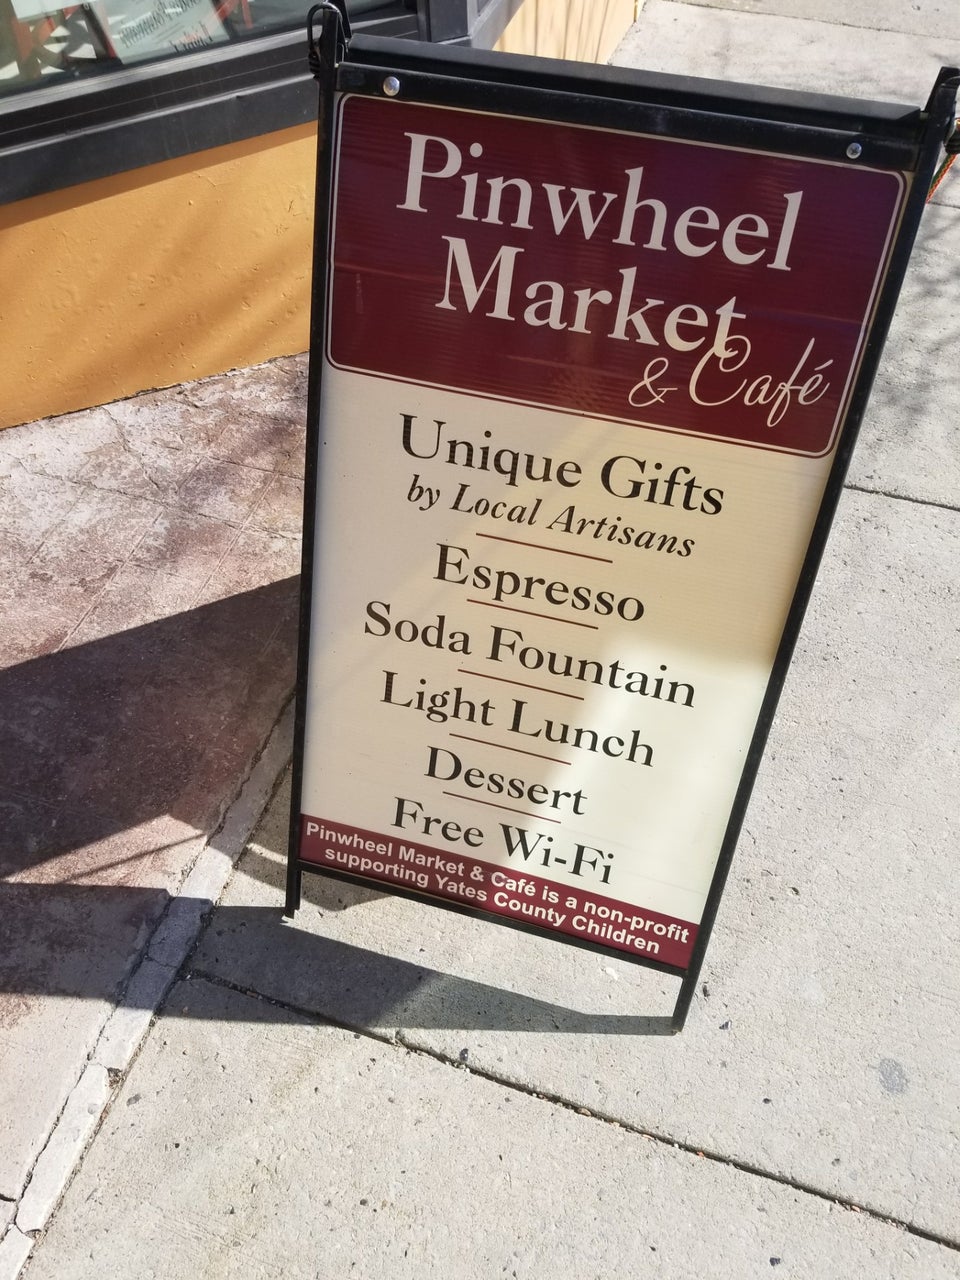 Pinwheel
Market
& Café
Unique Gifts
by Local Artisans
Espresso
Soda Fountain
Light Lunch
Dessert
Free Wi-Fi
Pinwheel Market & Café is a non-profit
supporting Yates County Children